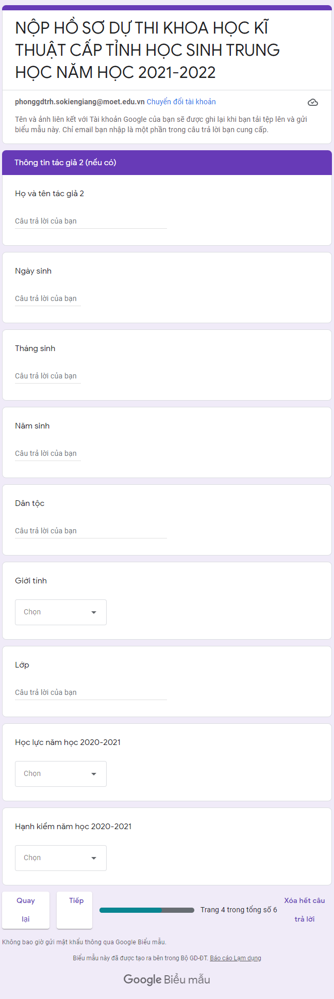 NỘP HỒ SƠ DỰ THI KHOA HỌC KĨ
THUẬT CẤP TỈNH HỌC SINH TRUNG
HỌC NĂM HỌC 2021-2022
phonggdtrh.sokiengiang@moet.edu.vn Chuyển đổi tài khoản
Tên và ảnh liên kết với Tài khoản Google của bạn sẽ được ghi lại khi bạn tải tệp lên và gửi
biểu mẫu này. Chỉ email bạn nhập là một phần trong câu trả lời bạn cung cấp.
Thông tin tác giả 2 (nếu có)
Họ và tên tác giả 2
Câu trả lời của bạn
Ngày sinh
Câu trả lời của bạn
Tháng sinh
Câu trả lời của bạn
Năm sinh
Câu trả lời của bạn
Dân tộc
Câu trả lời của bạn
Giới tính
Chọn
Lớp
Câu trả lời của bạn
Học lực năm học 2020-2021
Chọn
Hạnh kiểm năm học 2020-2021
Chọn
Quay
lại
Tiếp
Trang 4 trong tổng số 6
Xóa hết câu
trả lời
Không bao giờ gửi mật khẩu thông qua Google Biểu mẫu.
Biểu mẫu này đã được tạo ra bên trong Bộ GD-ĐT. Báo cáo Lạm dụng
Google Biểu mẫu